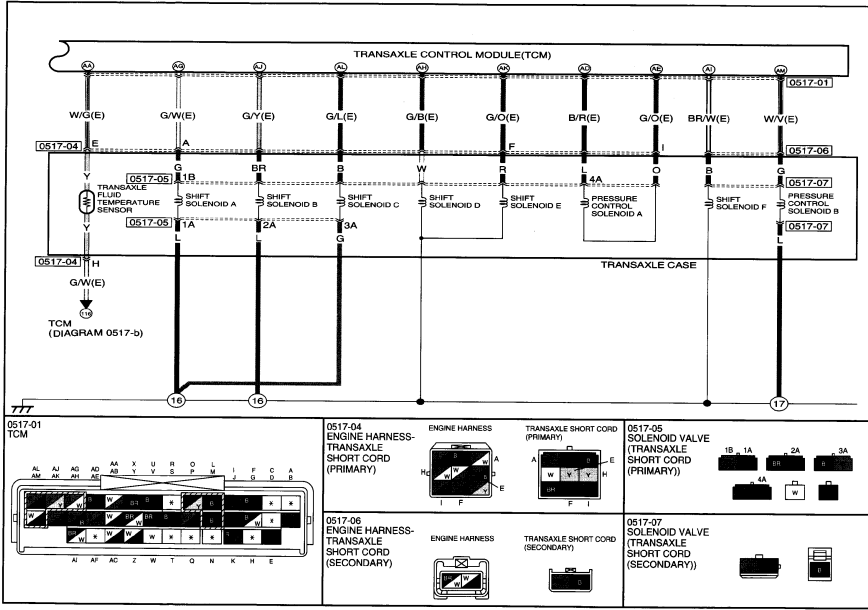 TRANSAXLE CONTROL MODULE(TCM)
AA AG AJ AL AH AK AD AE AI AM
0517-01
W/G(E) G/W(E) G/Y(E) G/L(E) G/B(E) G/O(E) B/R(E) G/O(E) BR/W(E) W/V(E)
0517-04 E A F I 0517-06
Y G BR B W R L O B G
0517-05 1B 4A 0517-07
TRANSAXLE
FLUID
TEMPERATURE
SENSOR
SHIFT
SOLENOID A
SHIFT
SOLENOID B
SHIFT
SOLENOID C
SHIFT
SOLENOID D
SHIFT
SOLENOID E
PRESSURE
CONTROL
SOLENOID A
SHIFT
SOLENOID F
PRESSURE
CONTROL
SOLENOID B
0517-05 1A 2A 3A 0517-07
Y L L G L
0517-04 H
TRANSAXLE CASE
G/W(E)
116
TCM
(DIAGRAM 0517-b)
16 16 17
0517-01
TCM
AL AJ AG AD AA X U R O L I F C A
AM AK AH AE AB Y V S P M J G D B
AI AF AC Z W T Q N K H E
0517-04
ENGINE HARNESS-
TRANSAXLE
SHORT CORD
(PRIMARY)
ENGINE HARNESS
A
H
E
I F
TRANSAXLE SHORT CORD
(PRIMARY)
A E
H
W Y Y
F I
0517-05
SOLENOID VALVE
(TRANSAXLE
SHORT CORD
(PRIMARY))
1B 1A 2A 3A
BR
4A
W
0517-06
ENGINE HARNESS-
TRANSAXLE
SHORT CORD
(SECONDARY)
ENGINE HARNESS
TRANSAXLE SHORT CORD
(SECONDARY)
0517-07
SOLENOID VALVE
(TRANSAXLE
SHORT CORD
(SECONDARY))